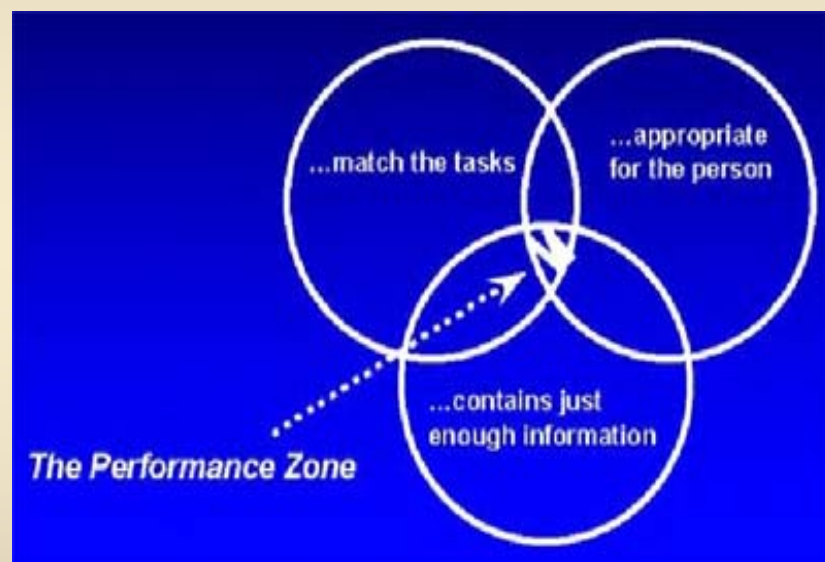 ...match the tasks
...appropriate
for the person
...contains just
enough information
The Performance Zone